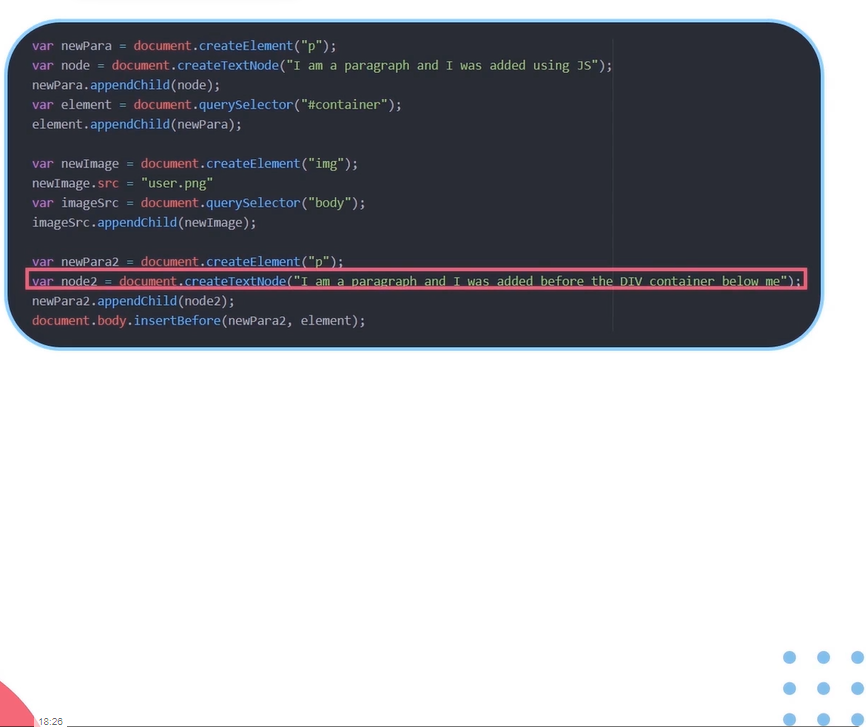 var newPara = document.createElement("p");
var node = document.createTextNode("I am a paragraph and I was added using JS");
newPara.appendChild(node);
var element = document.querySelector("#container");
element.appendChild(newPara);
var newImage = document.createElement("img");
newImage.src = "user.png"
var imageSrc = document.querySelector("body");
imageSrc.appendChild(newImage);
var newPara2 = document.createElement("p");
var node2 = document.createTextNode("I am a paragraph and I was added before the DIV container below me");
newPara2.appendChild(node2);
document.body.insertBefore(newPara2, element);
18:26